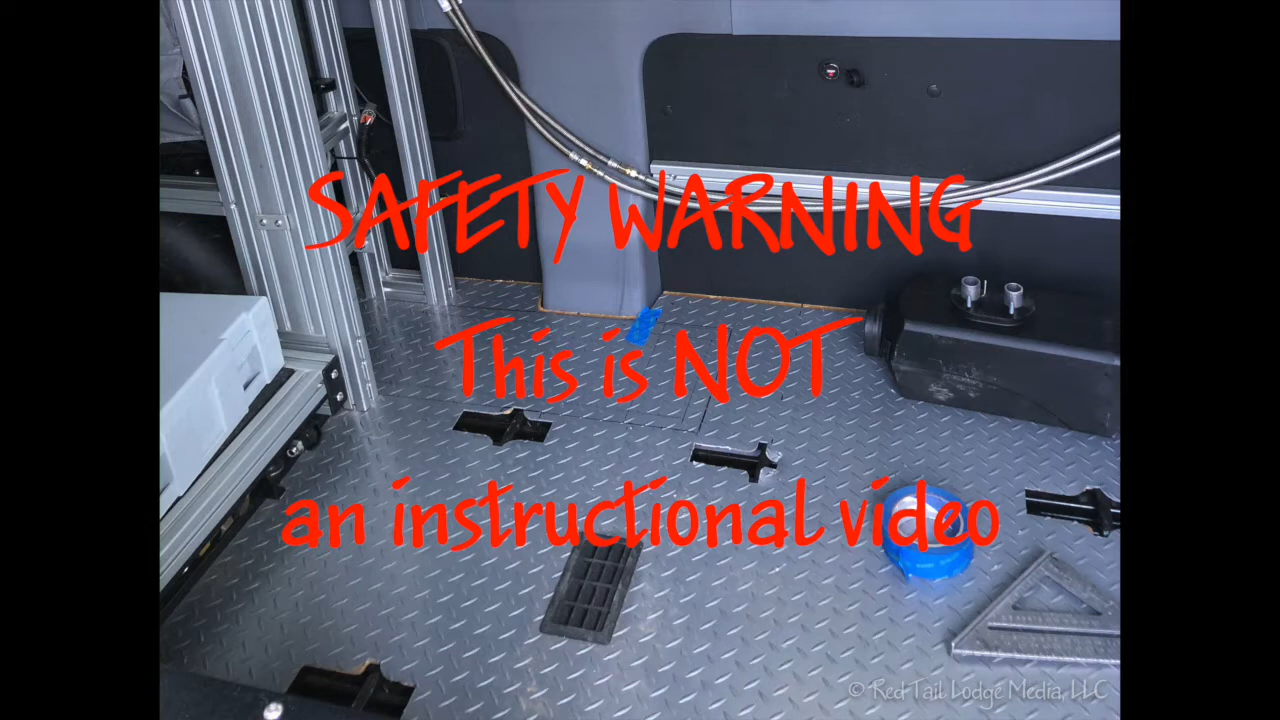 SAFETY WARNING
This is NOT
an instructional video
© Red Tail Lodge Media, LLC